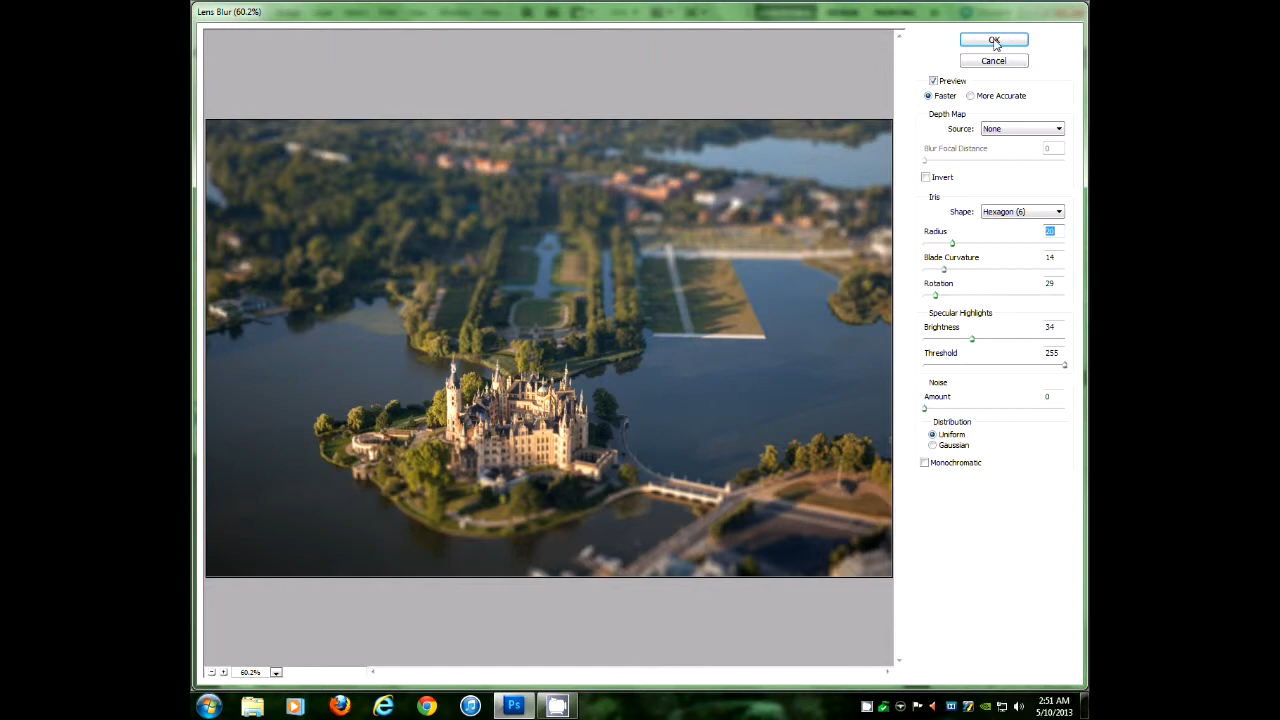 Lens Blur (60.2%)
OK
Cancel
Preview
Faster
More Accurate
Depth Map
Source: None
Blur Focal Distance 0
Invert
Iris
Shape: Hexagon (6)
Radius 20
Blade Curvature 14
Rotation 29
Specular Highlights
Brightness 34
Threshold 255
Noise
Amount 0
Distribution
Uniform
Gaussian
Monochromatic
60.2%
Ps
2:51 AM
5/10/2013